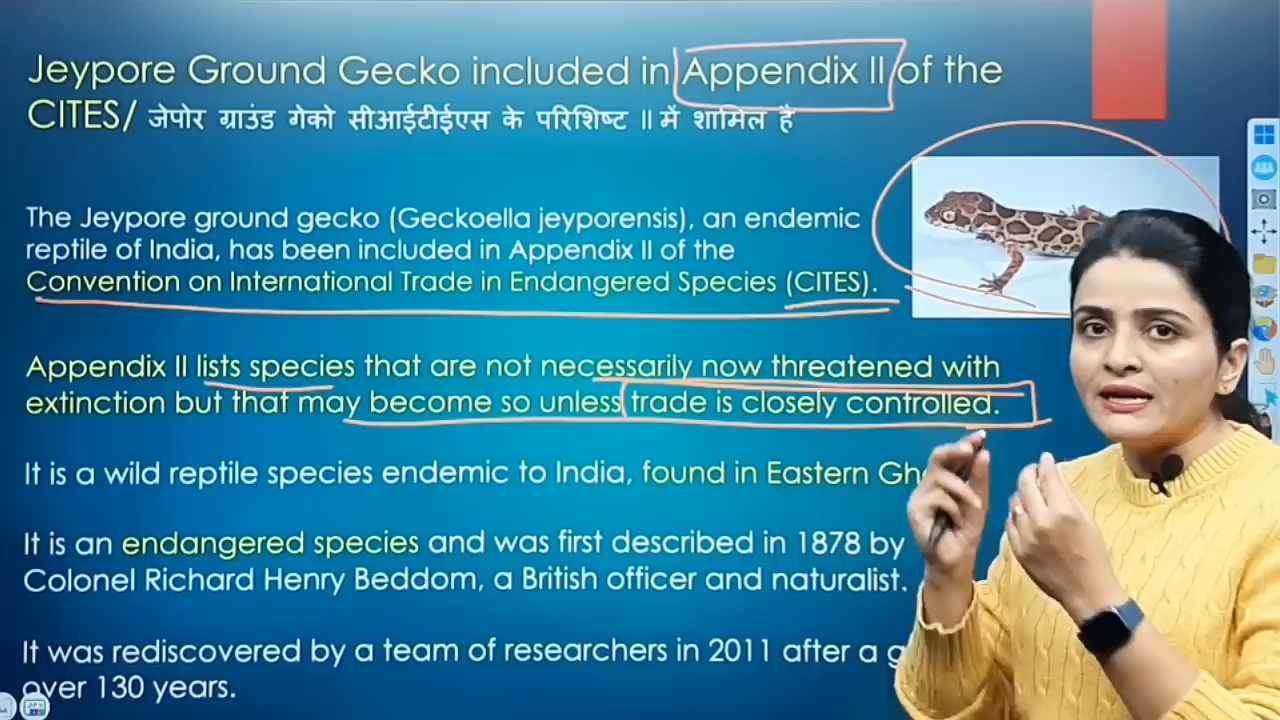 Jeypore Ground Gecko included in Appendix II of the
CITES/ जेपोर ग्राउंड गेको सीआईटीईएस के परिशिष्ट II में शामिल है
The Jeypore ground gecko (Geckoella jeyporensis), an endemic
reptile of India, has been included in Appendix II of the
Convention on International Trade in Endangered Species (CITES).
Appendix II lists species that are not necessarily now threatened with
extinction but that may become so unless trade is closely controlled.
It is a wild reptile species endemic to India, found in Eastern
It is an endangered species and was first described in 1878 by
Colonel Richard Henry Beddom, a British officer and naturalist.
It was rediscovered by a team of researchers in 2011 after a
over 130 years.